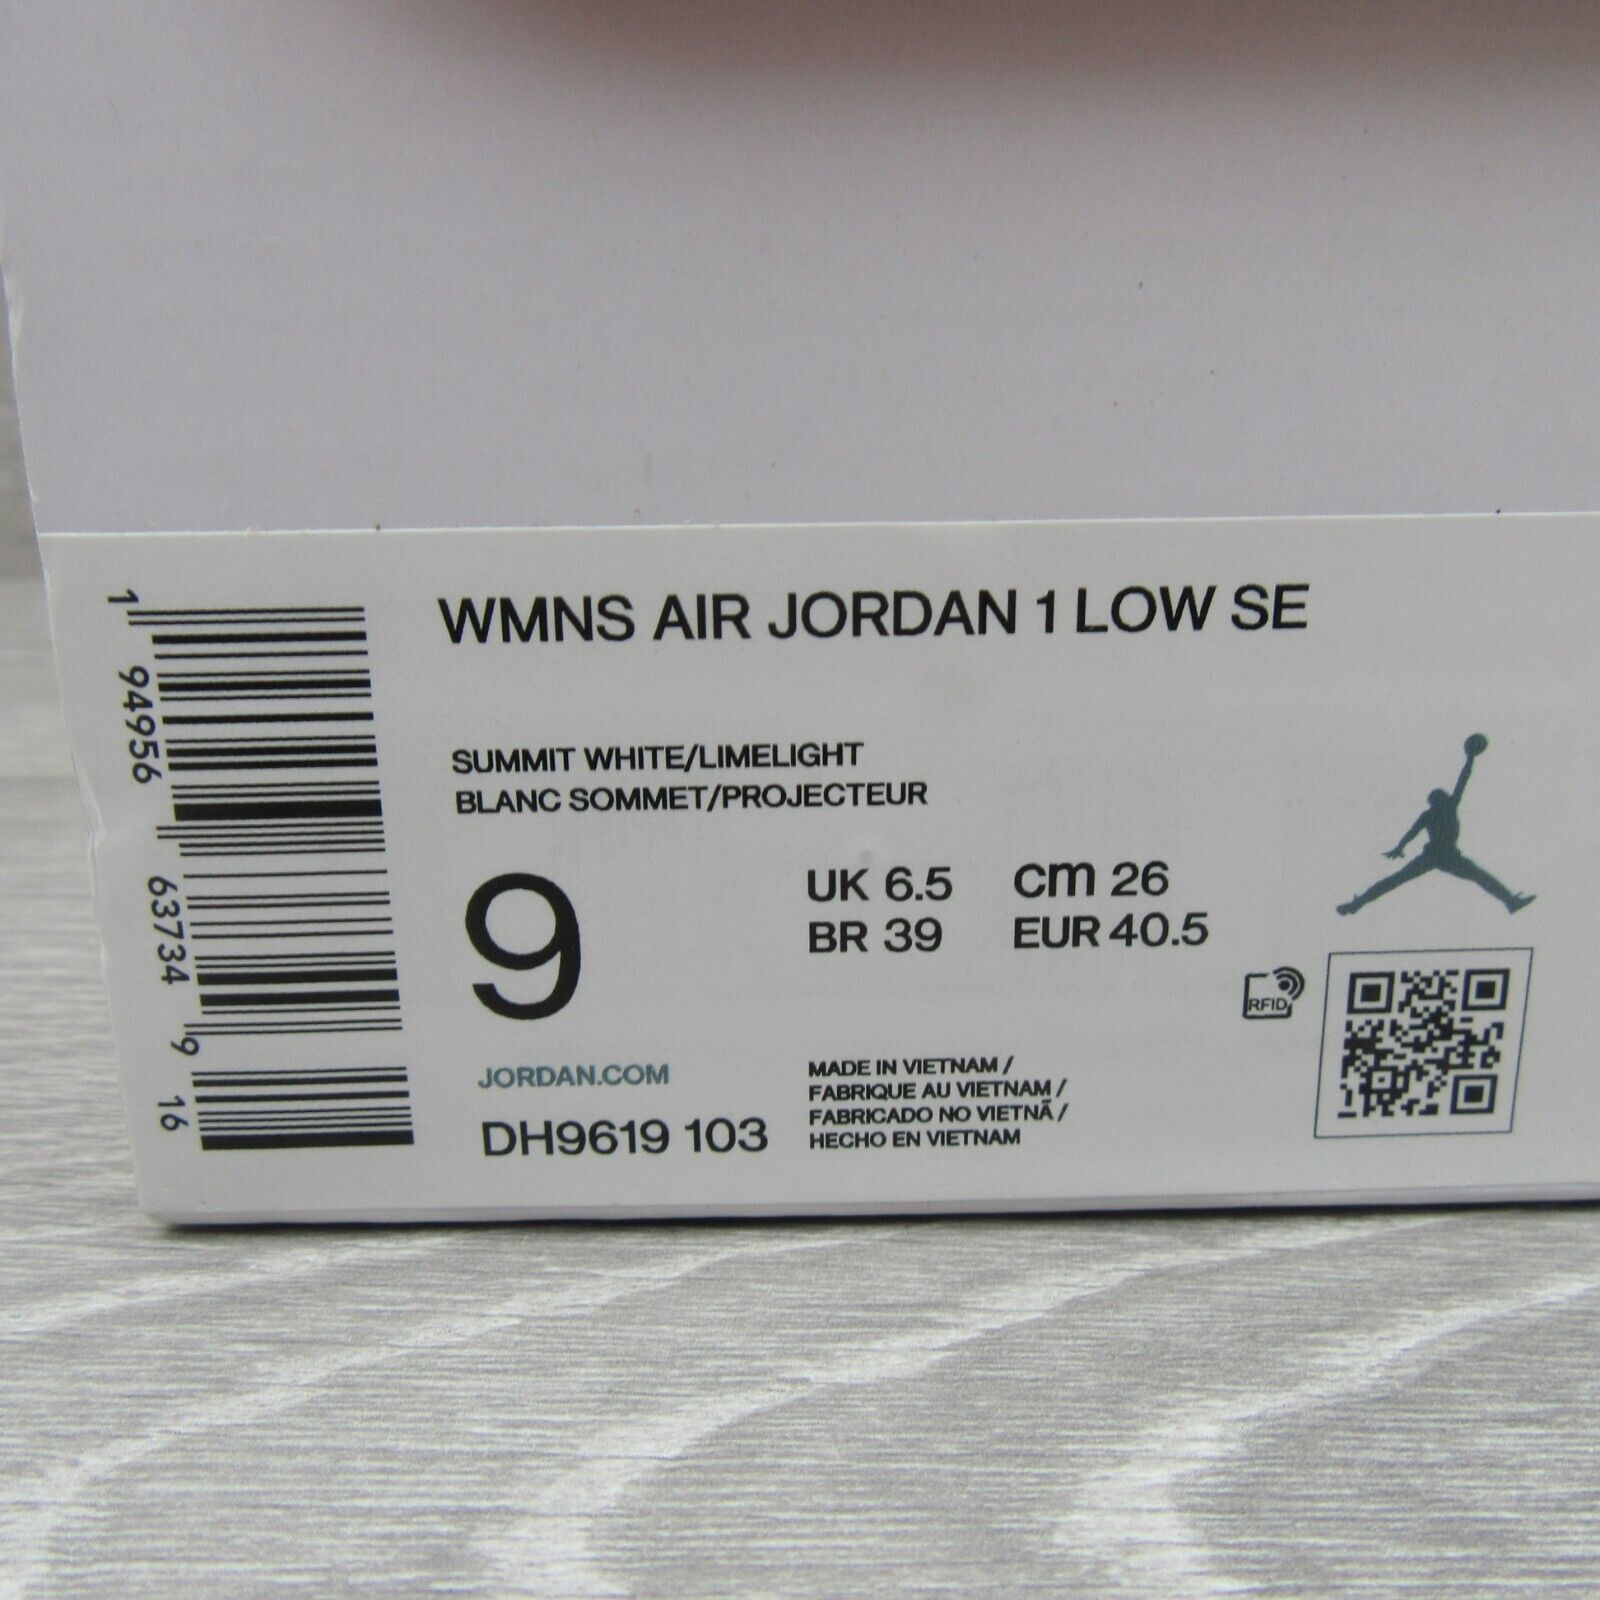 WMNS AIR JORDAN 1 LOW SE
SUMMIT WHITE/LIMELIGHT
BLANC SOMMET/PROJECTEUR
9
UK 6.5 cm 26
BR 39 EUR 40.5
RFID
JORDAN.COM
DH9619 103
MADE IN VIETNAM /
FABRIQUE AU VIETNAM /
FABRICADO NO VIETNÃ /
HECHO EN VIETNAM
1 94956 63734 9 16